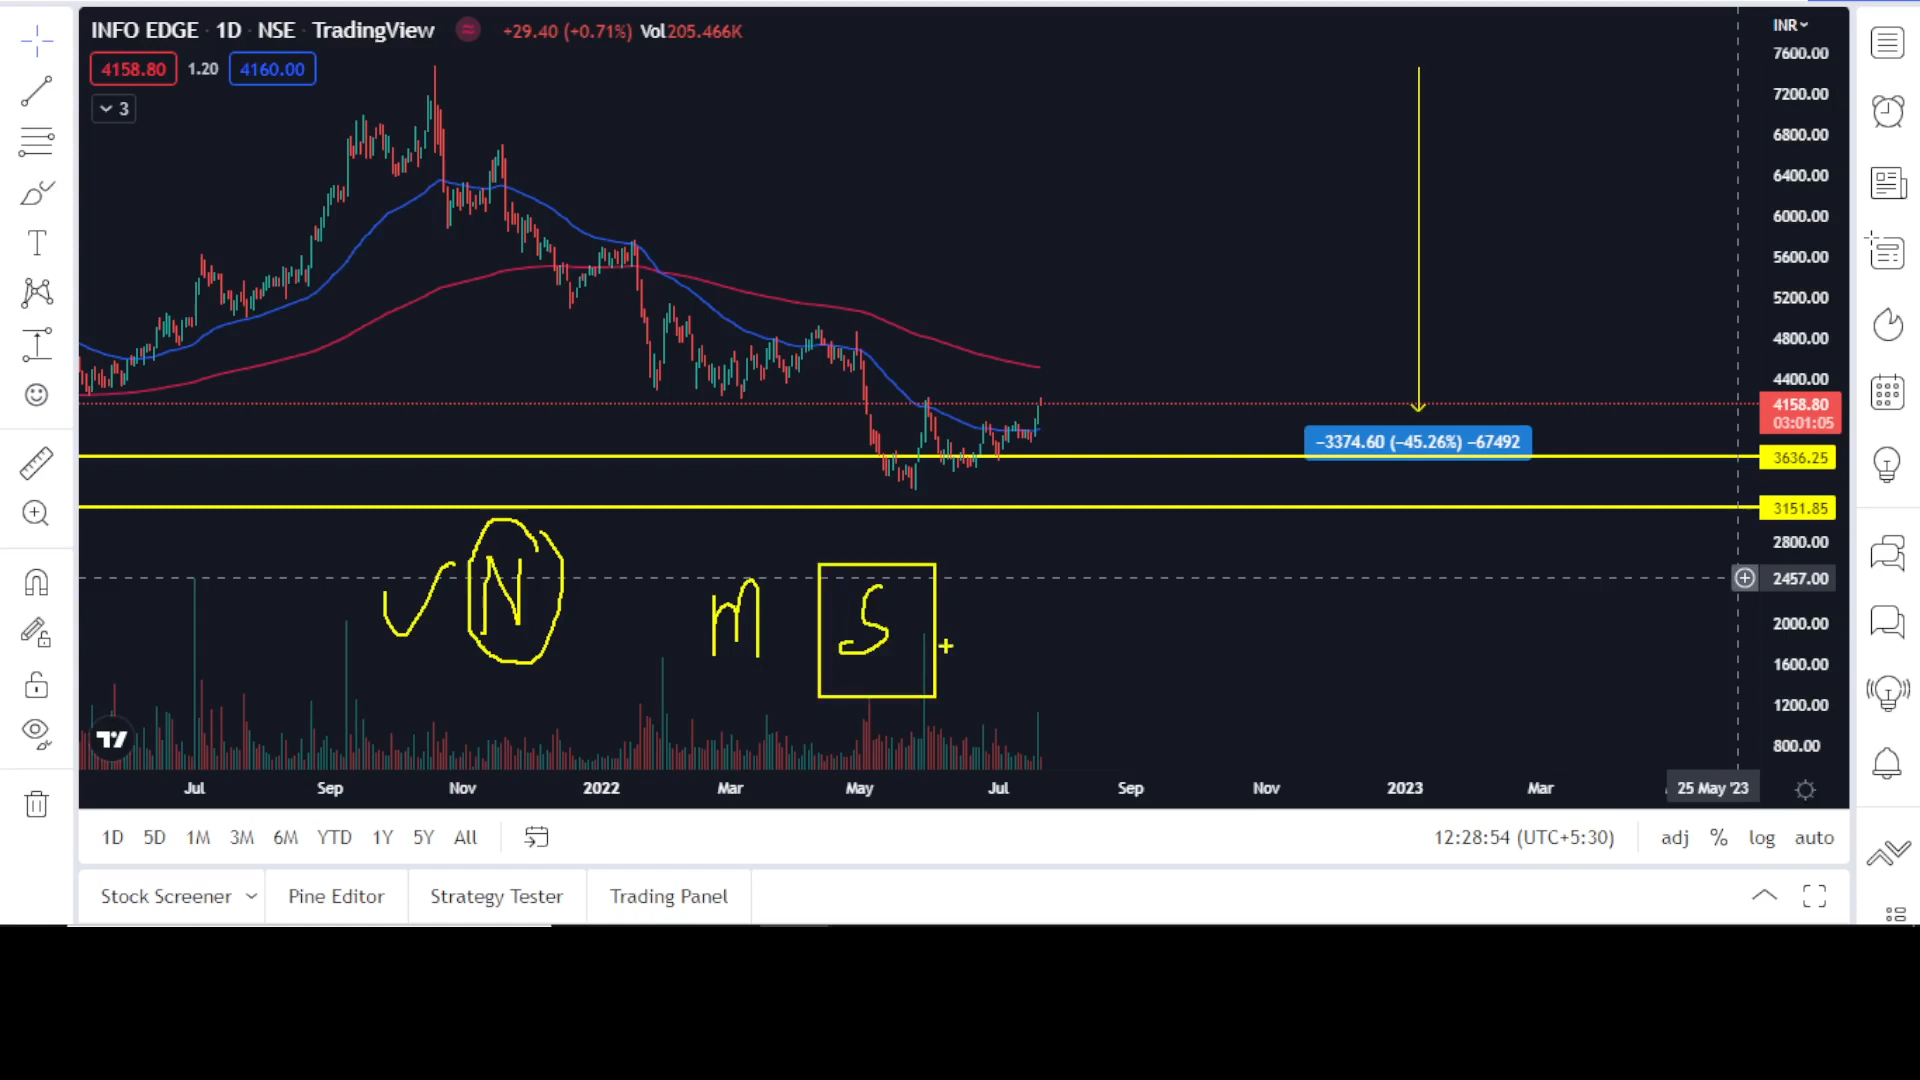 INFO EDGE · 1D · NSE · TradingView ≈ +29.40 (+0.71%) Vol205.466K
4158.80 1.20 4160.00
3
INR
7600.00
7200.00
6800.00
6400.00
6000.00
5600.00
5200.00
4800.00
4400.00
4158.80
03:01:05
−3374.60 (−45.26%) −67492
3636.25
3151.85
2800.00
2457.00
2000.00
1600.00
1200.00
800.00
N m S
Jul Sep Nov 2022 Mar May Jul Sep Nov 2023 Mar 25 May '23
1D 5D 1M 3M 6M YTD 1Y 5Y All 12:28:54 (UTC+5:30) adj % log auto
Stock Screener Pine Editor Strategy Tester Trading Panel